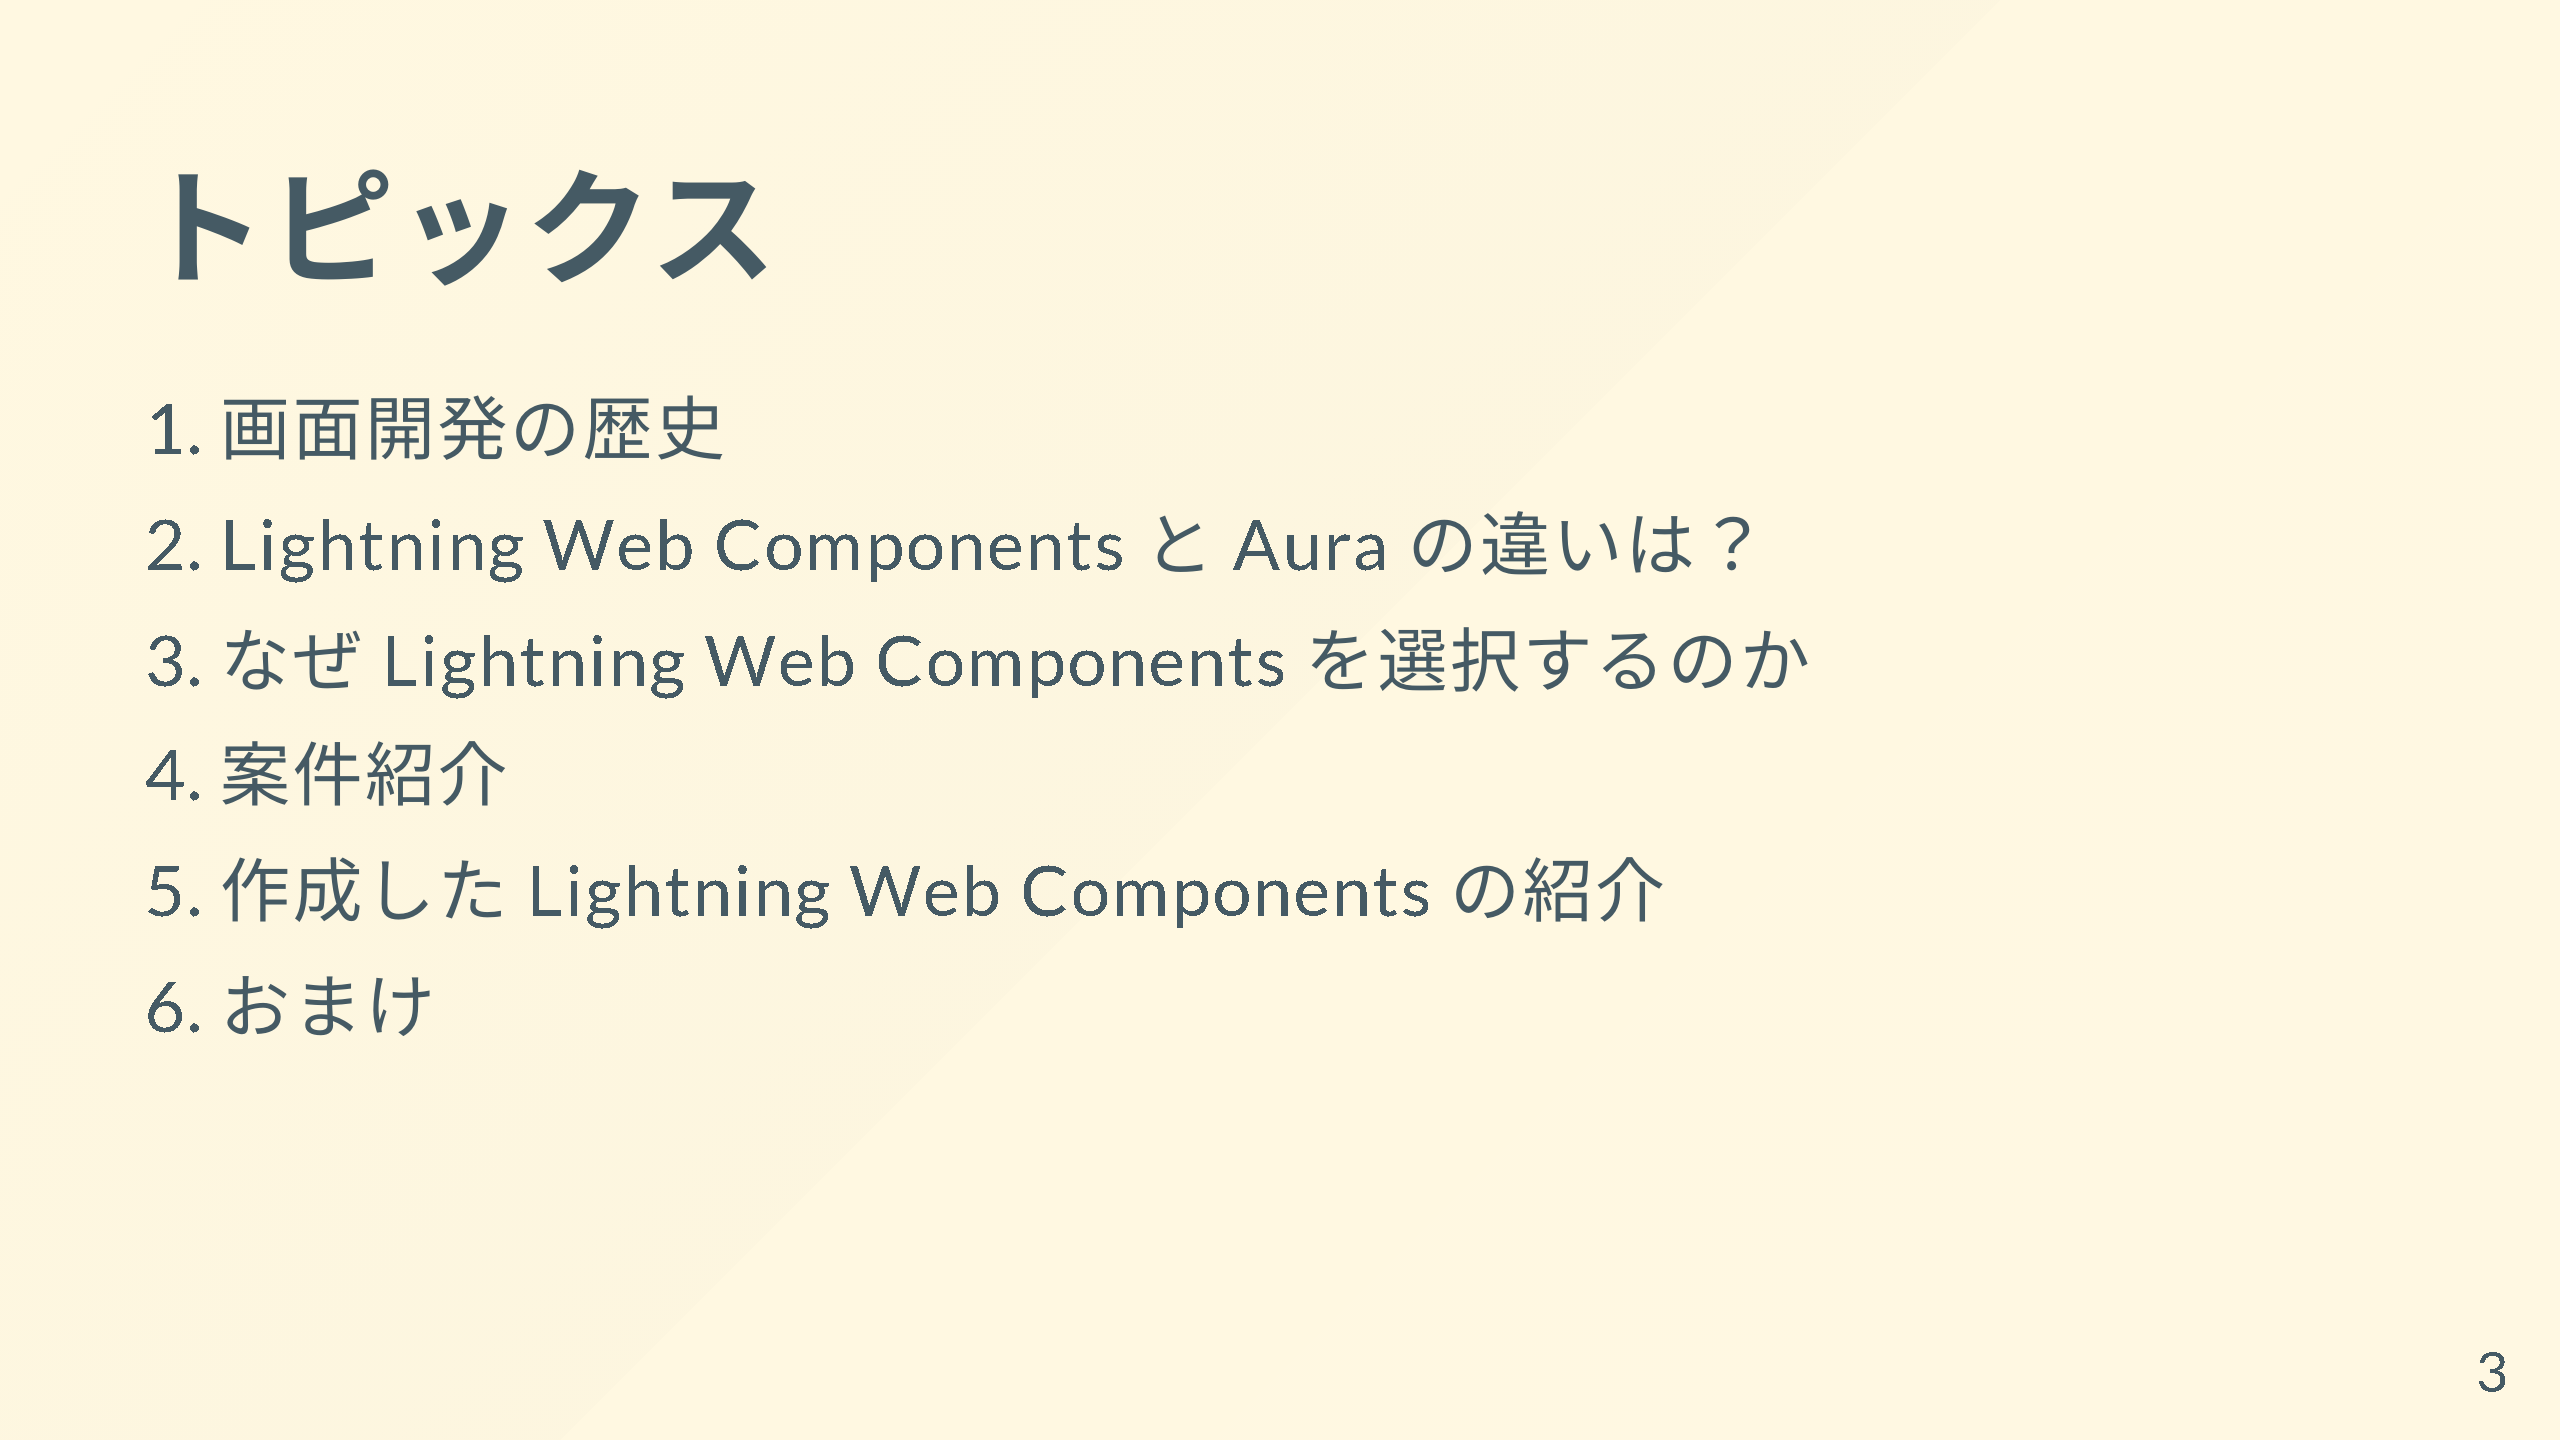 トピックス
1. 画面開発の歴史
2. Lightning Web Components と Aura の違いは？
3. なぜ Lightning Web Components を選択するのか
4. 案件紹介
5. 作成した Lightning Web Components の紹介
6. おまけ
3